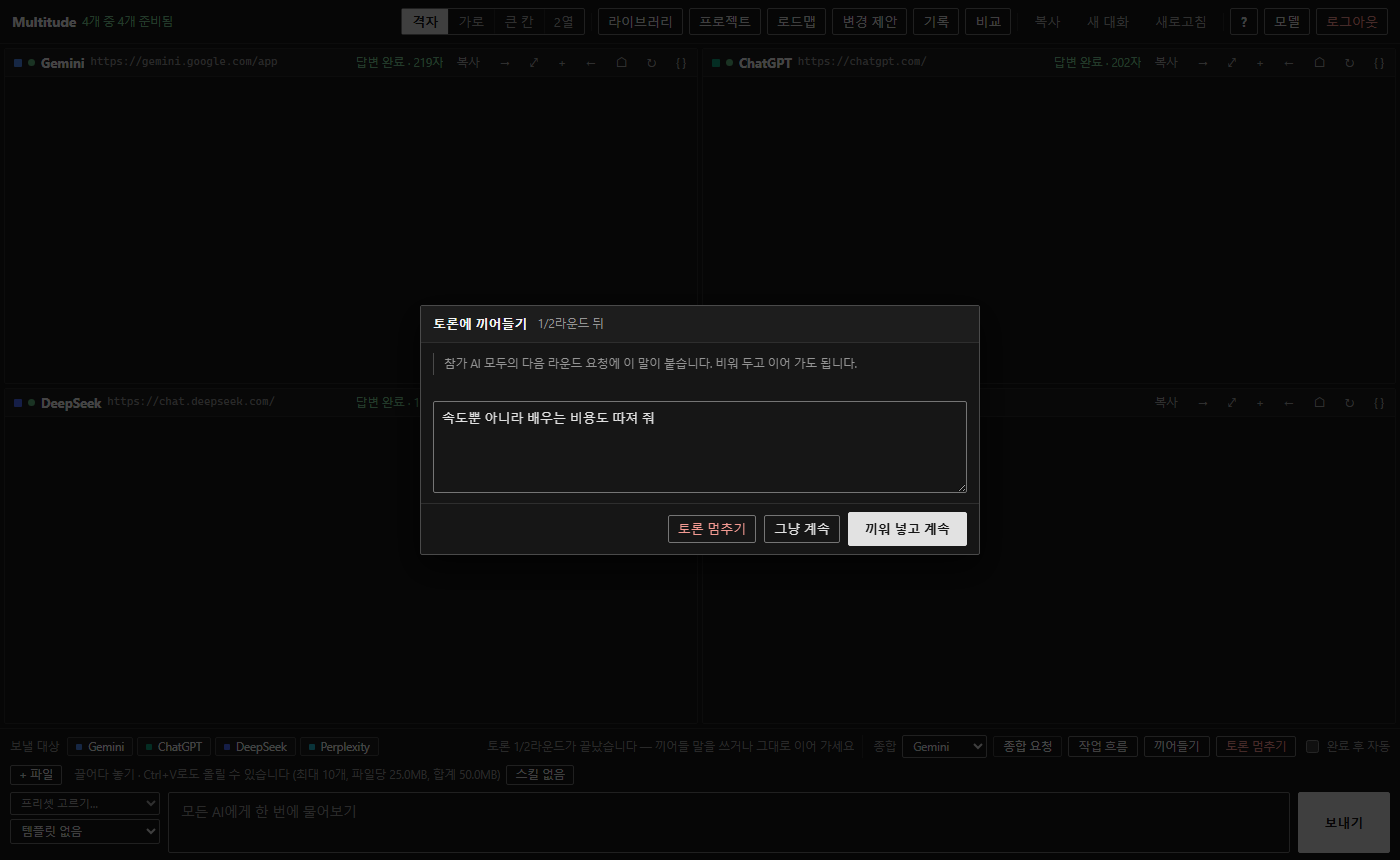 Multitude 4개 중 4개 준비됨 격자 가로 큰 칸 2열 라이브러리 프로젝트 로드맵 변경 제안 기록 비교 복사 새 대화 새로고침 ? 모델 로그아웃
Gemini https://gemini.google.com/app 답변 완료 · 219자 복사 → ⤢ + ← ☖ ↻ { }
ChatGPT https://chatgpt.com/ 답변 완료 · 202자 복사 → ⤢ + ← ☖ ↻ { }
토론에 끼어들기 1/2라운드 뒤
참가 AI 모두의 다음 라운드 요청에 이 말이 붙습니다. 비워 두고 이어 가도 됩니다.
속도뿐 아니라 배우는 비용도 따져 줘
토론 멈추기 그냥 계속 끼워 넣고 계속
DeepSeek https://chat.deepseek.com/ 답변 완료 · 1
복사 → ⤢ + ← ☖ ↻ { }
보낼 대상 Gemini ChatGPT DeepSeek Perplexity 토론 1/2라운드가 끝났습니다 — 끼어들 말을 쓰거나 그대로 이어 가세요 종합 Gemini 종합 요청 작업 흐름 끼어들기 토론 멈추기 완료 후 자동
+ 파일 끌어다 놓기 · Ctrl+V로도 올릴 수 있습니다 (최대 10개, 파일당 25.0MB, 합계 50.0MB) 스킬 없음
프리셋 고르기...
템플릿 없음
모든 AI에게 한 번에 물어보기
보내기